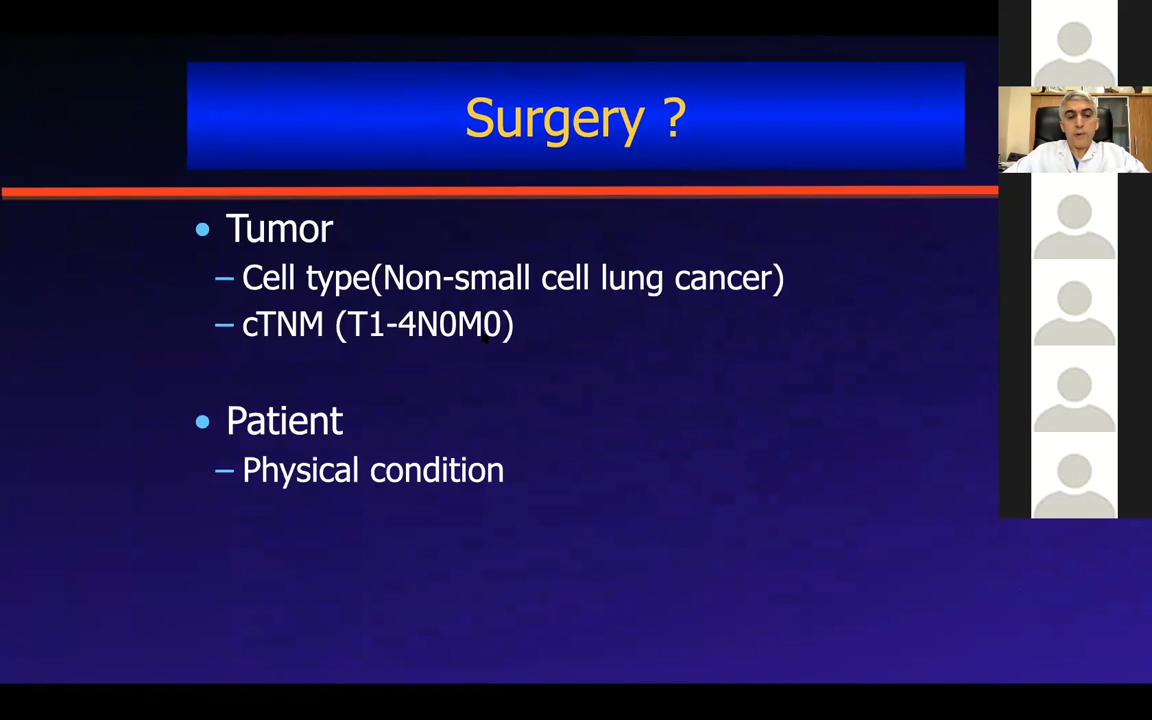 Surgery ?
• Tumor
– Cell type(Non-small cell lung cancer)
– cTNM (T1-4N0M0)
• Patient
– Physical condition